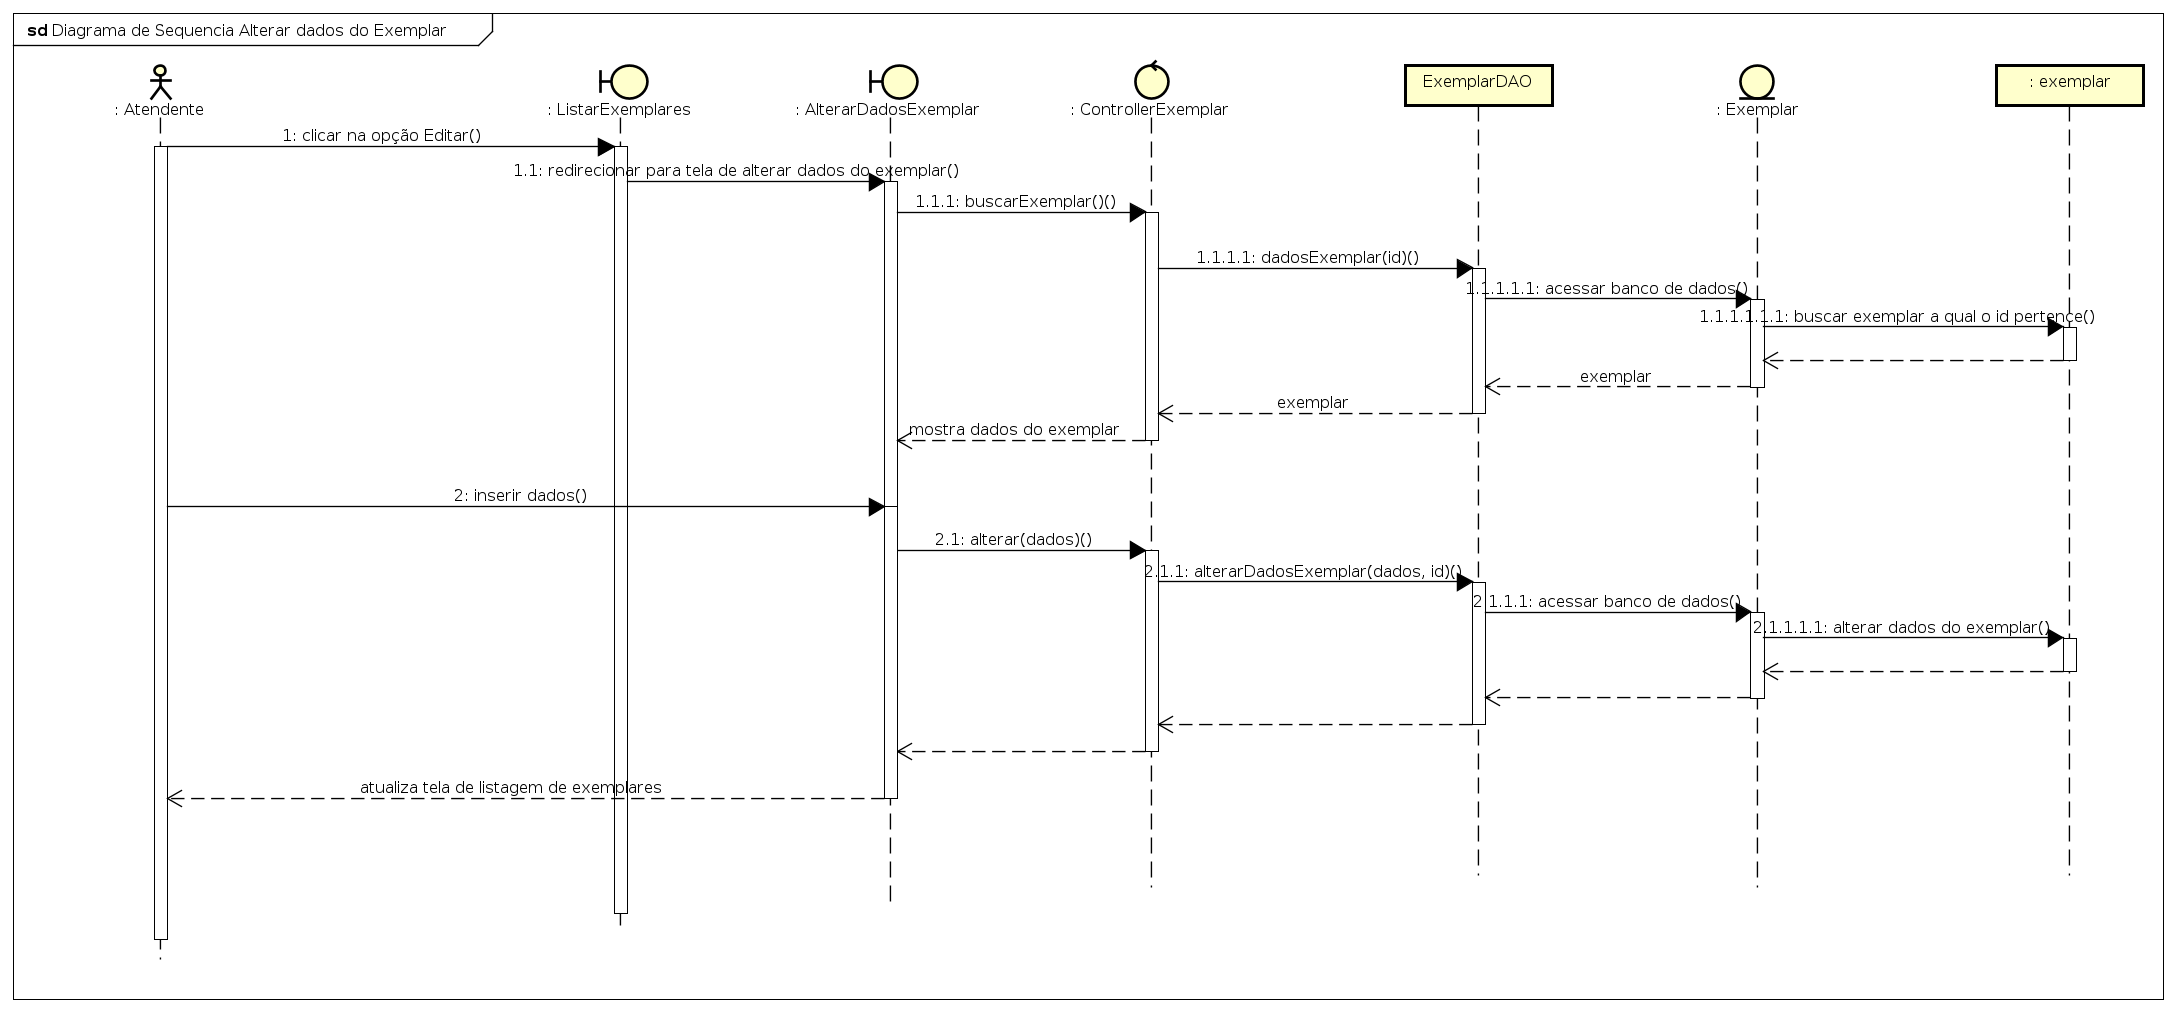 sd Diagrama de Sequencia Alterar dados do Exemplar
: Atendente
: ListarExemplares
: AlterarDadosExemplar
: ControllerExemplar
ExemplarDAO
: Exemplar
: exemplar
1: clicar na opção Editar()
1.1: redirecionar para tela de alterar dados do exemplar()
1.1.1: buscarExemplar()()
1.1.1.1: dadosExemplar(id)()
1.1.1.1.1: acessar banco de dados()
1.1.1.1.1.1: buscar exemplar a qual o id pertence()
exemplar
exemplar
mostra dados do exemplar
2: inserir dados()
2.1: alterar(dados)()
2.1.1: alterarDadosExemplar(dados, id)()
2.1.1.1: acessar banco de dados()
2.1.1.1.1: alterar dados do exemplar()
atualiza tela de listagem de exemplares